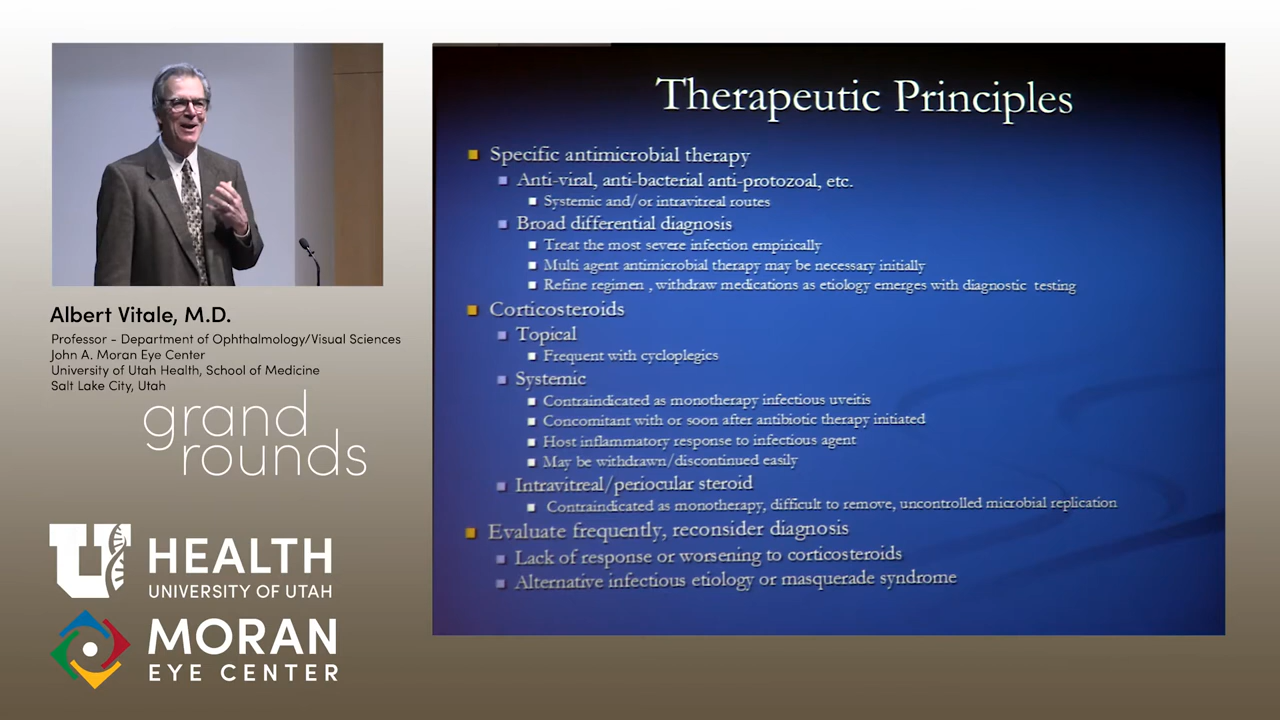 Therapeutic Principles
Specific antimicrobial therapy
Anti-viral, anti-bacterial anti-protozoal, etc.
Systemic and/or intravitreal routes
Broad differential diagnosis
Treat the most severe infection empirically
Multi agent antimicrobial therapy may be necessary initially
Refine regimen , withdraw medications as etiology emerges with diagnostic testing
Corticosteroids
Topical
Frequent with cycloplegics
Systemic
Contraindicated as monotherapy infectious uveitis
Concomitant with or soon after antibiotic therapy initiated
Host inflammatory response to infectious agent
May be withdrawn/discontinued easily
Intravitreal/periocular steroid
Contraindicated as monotherapy, difficult to remove, uncontrolled microbial replication
Evaluate frequently, reconsider diagnosis
Lack of response or worsening to corticosteroids
Alternative infectious etiology or masquerade syndrome
Albert Vitale, M.D.
Professor - Department of Ophthalmology/Visual Sciences
John A. Moran Eye Center
University of Utah Health, School of Medicine
Salt Lake City, Utah
grand
rounds
U HEALTH
UNIVERSITY OF UTAH
MORAN
EYE CENTER